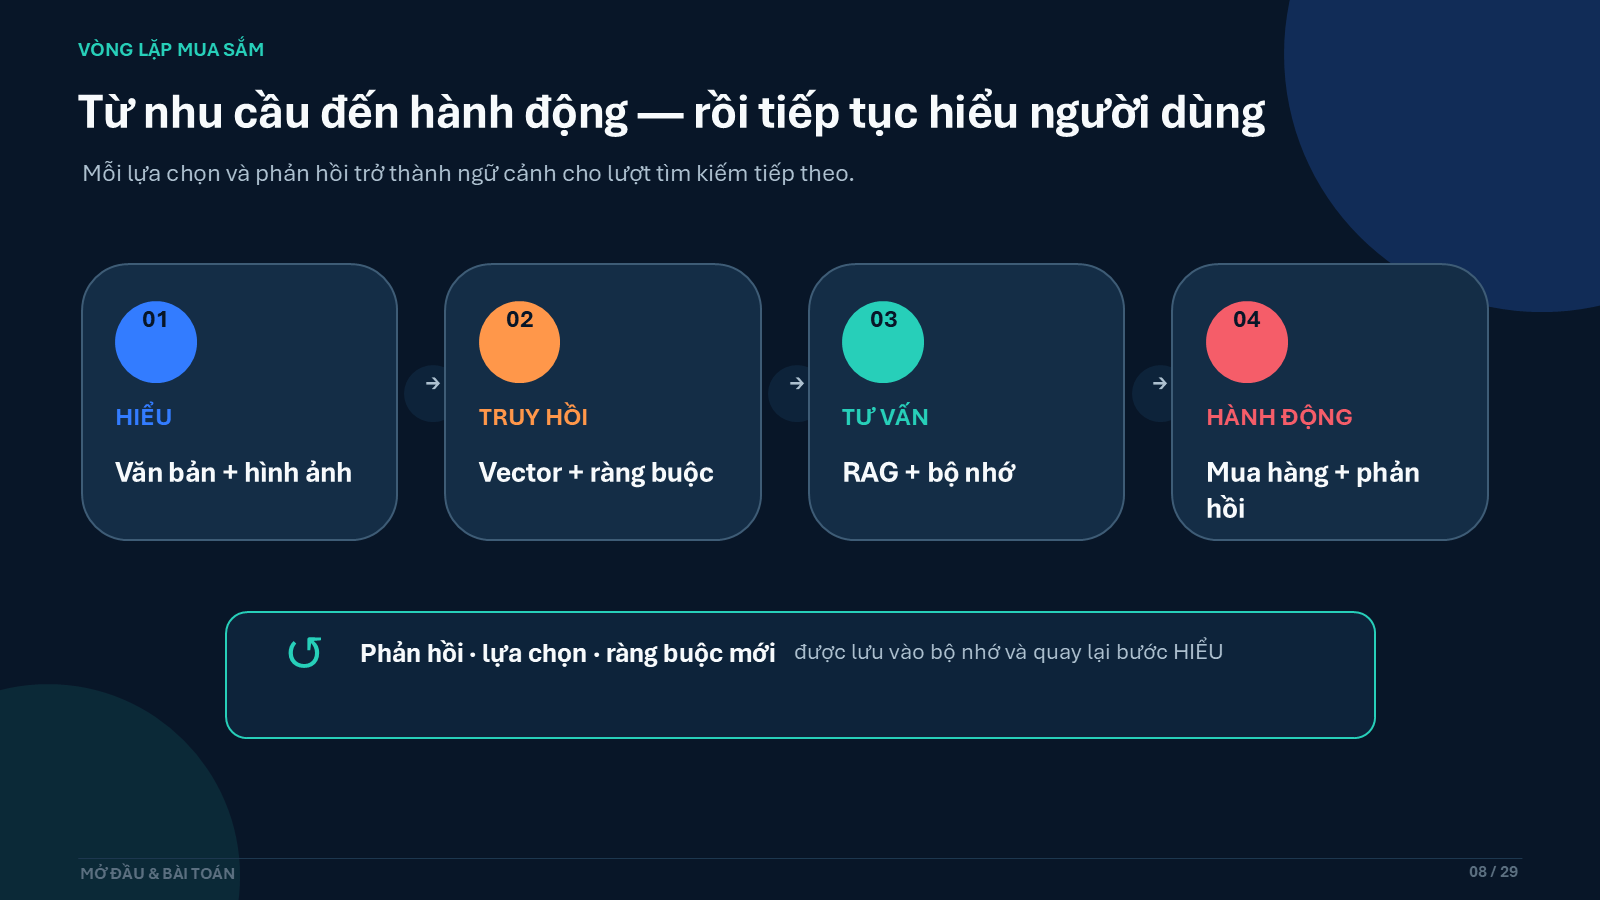 VÒNG LẶP MUA SẮM
Từ nhu cầu đến hành động — rồi tiếp tục hiểu người dùng
Mỗi lựa chọn và phản hồi trở thành ngữ cảnh cho lượt tìm kiếm tiếp theo.
01
HIỂU
Văn bản + hình ảnh
→
02
TRUY HỒI
Vector + ràng buộc
→
03
TƯ VẤN
RAG + bộ nhớ
→
04
HÀNH ĐỘNG
Mua hàng + phản
hồi
↺ Phản hồi · lựa chọn · ràng buộc mới được lưu vào bộ nhớ và quay lại bước HIỂU
MỞ ĐẦU & BÀI TOÁN
08 / 29